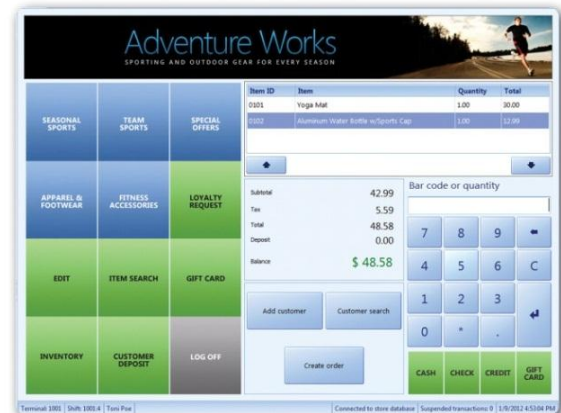 Adventure Works
SPORTING AND OUTDOOR GEAR FOR EVERY SEASON
SEASONAL SPORTS
TEAM SPORTS
SPECIAL OFFERS
APPAREL & FOOTWEAR
FITNESS ACCESSORIES
LOYALTY REQUEST
EDIT
ITEM SEARCH
GIFT CARD
INVENTORY
CUSTOMER DEPOSIT
LOG OFF
Item ID Item Quantity Total
0101 Yoga Mat 1.00 30.00
0102 Aluminum Water Bottle w/Sports Cap 1.00 12.99
Subtotal 42.99
Tax 5.59
Total 48.58
Deposit 0.00
Balance $ 48.58
Add customer
Customer search
Create order
Bar code or quantity
7 8 9
4 5 6 C
1 2 3
0 * .
CASH
CHECK
CREDIT
GIFT CARD
Terminal: 1001 Shift: 1001.4 Toni Poe
Connected to store database Suspended transactions: 0 1/9/2012 4:53:04 PM